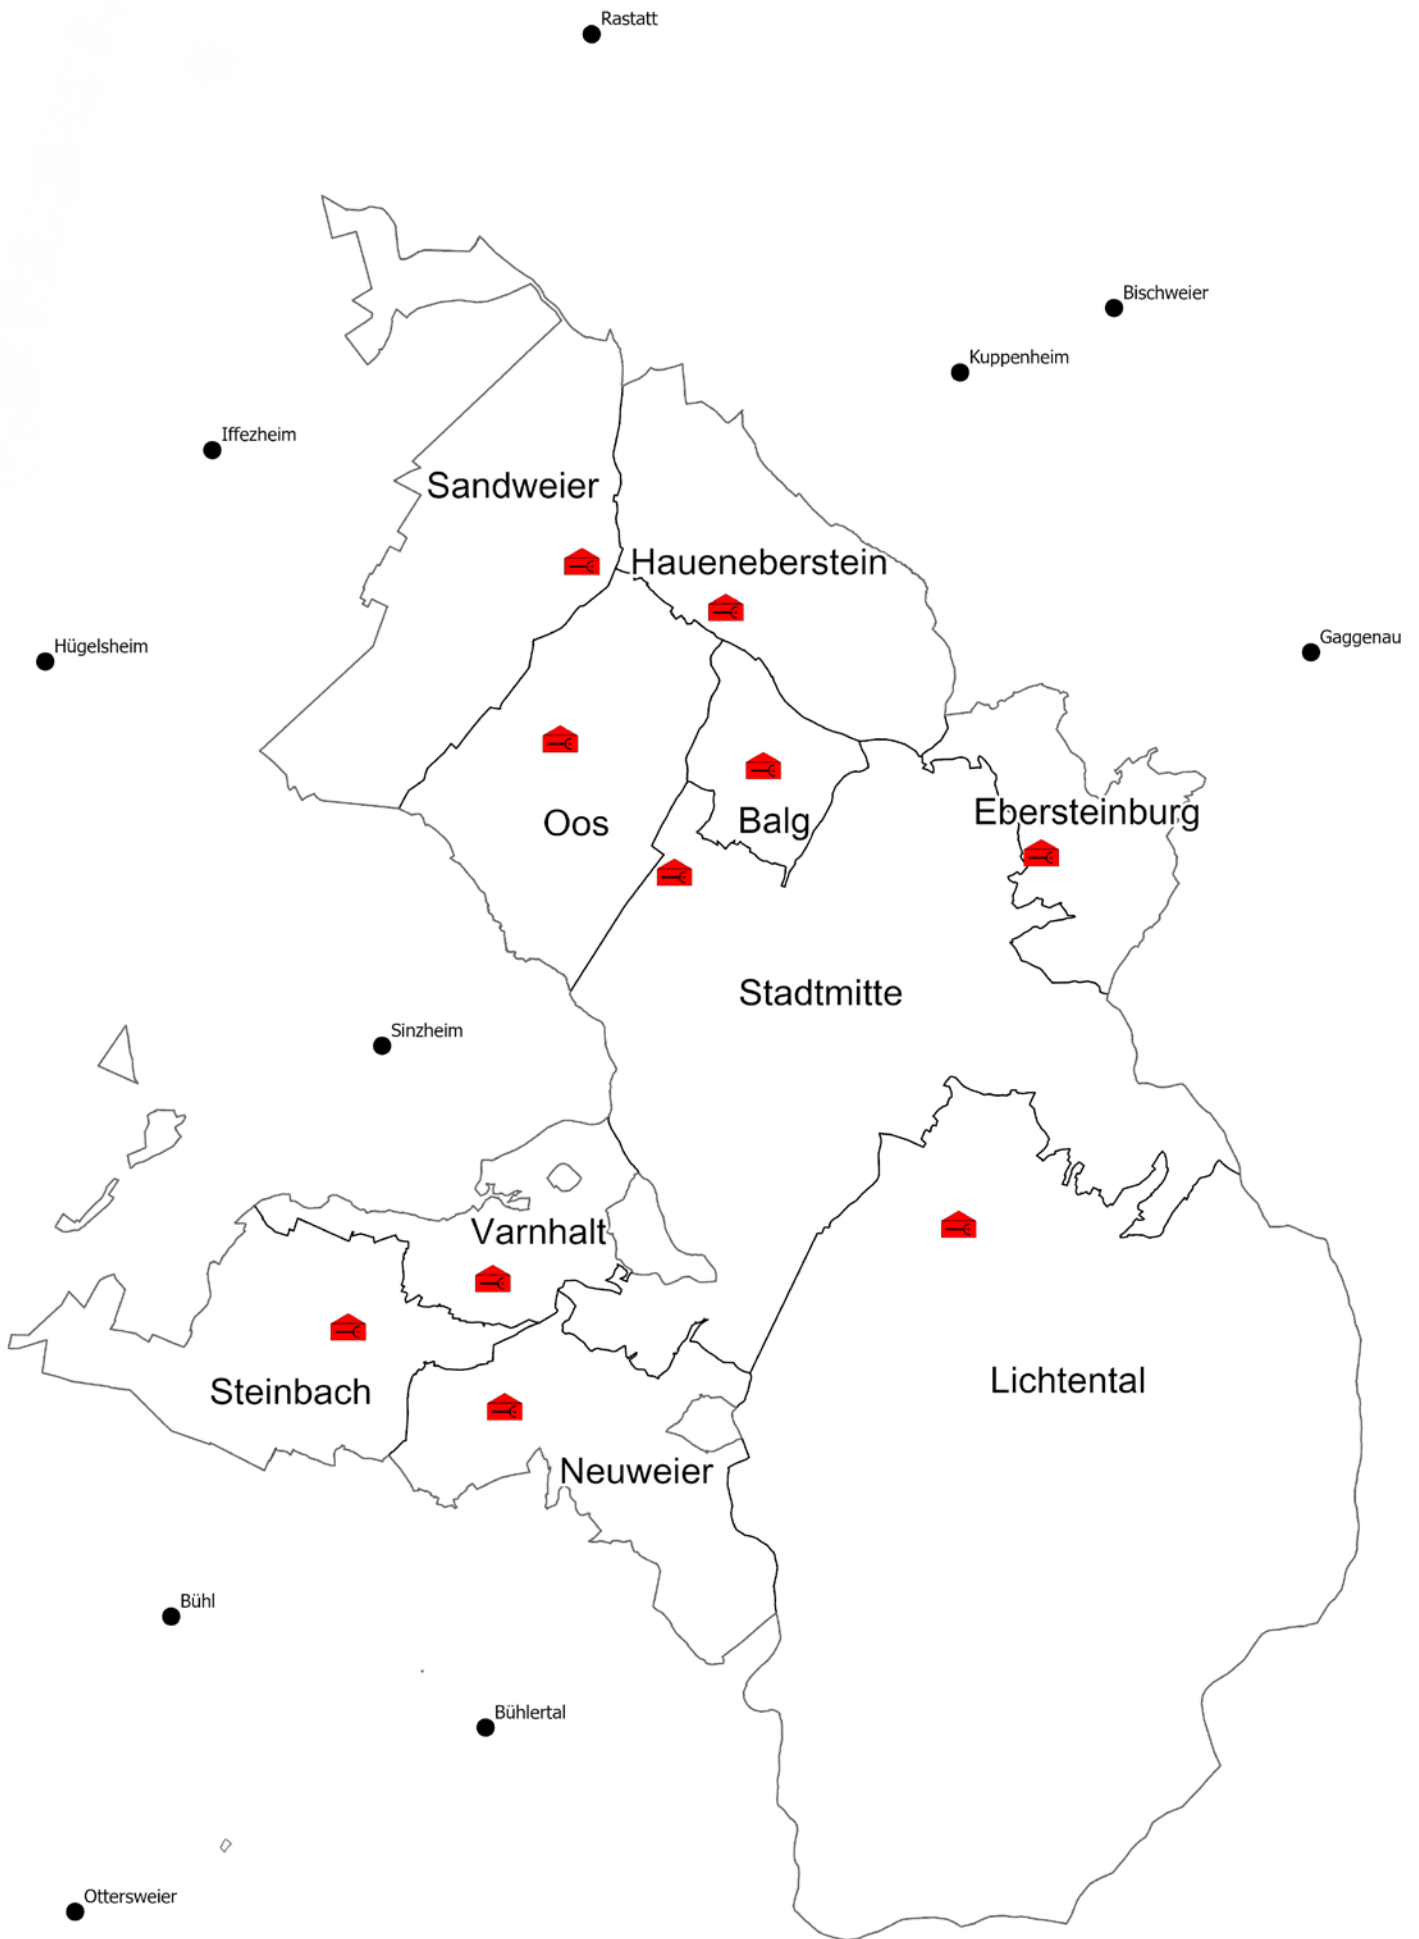 Rastatt
Bischweier
Kuppenheim
Iffezheim
Sandweier
Haueneberstein
Hügelsheim
Gaggenau
Ebersteinburg
Oos
Balg
Stadtmitte
Sinzheim
Varnhalt
Lichtental
Steinbach
Neuweier
Bühl
Bühlertal
Ottersweier